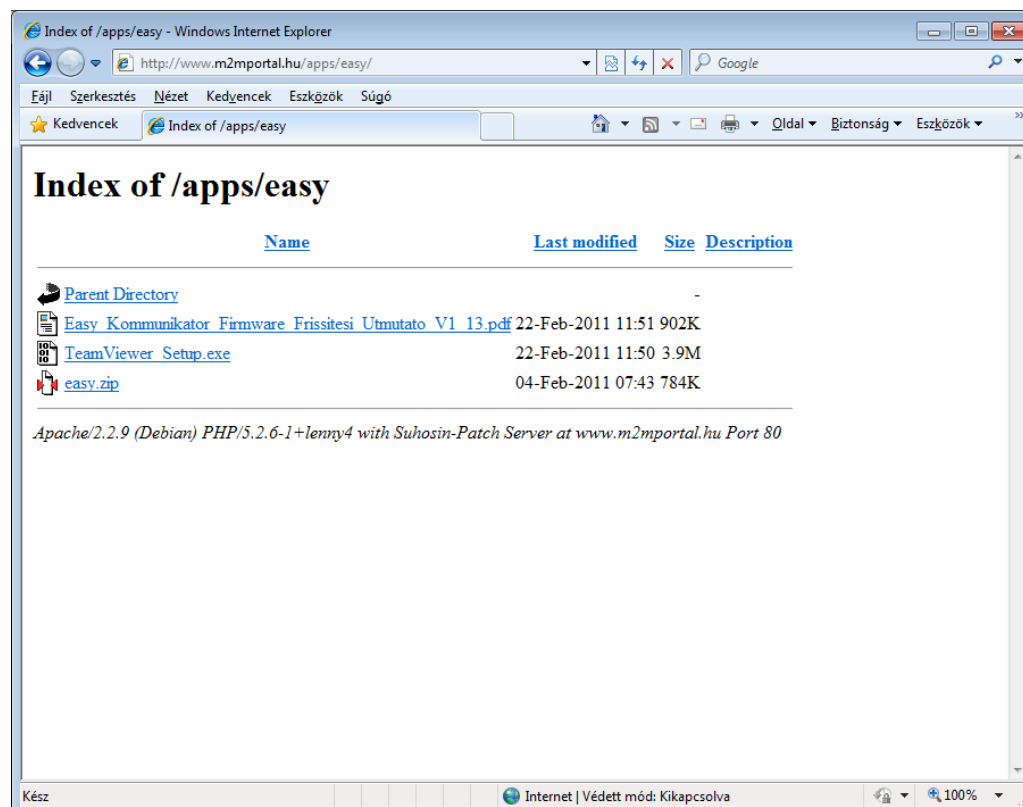 Index of /apps/easy - Windows Internet Explorer
http://www.m2mportal.hu/apps/easy/ Google
Fájl Szerkesztés Nézet Kedvencek Eszközök Súgó
Kedvencek Index of /apps/easy Oldal Biztonság Eszközök
Index of /apps/easy
Name Last modified Size Description
Parent Directory -
Easy_Kommunikator_Firmware_Frissitesi_Utmutato_V1_13.pdf 22-Feb-2011 11:51 902K
TeamViewer_Setup.exe 22-Feb-2011 11:50 3.9M
easy.zip 04-Feb-2011 07:43 784K
Apache/2.2.9 (Debian) PHP/5.2.6-1+lenny4 with Suhosin-Patch Server at www.m2mportal.hu Port 80
Kész Internet | Védett mód: Kikapcsolva 100%